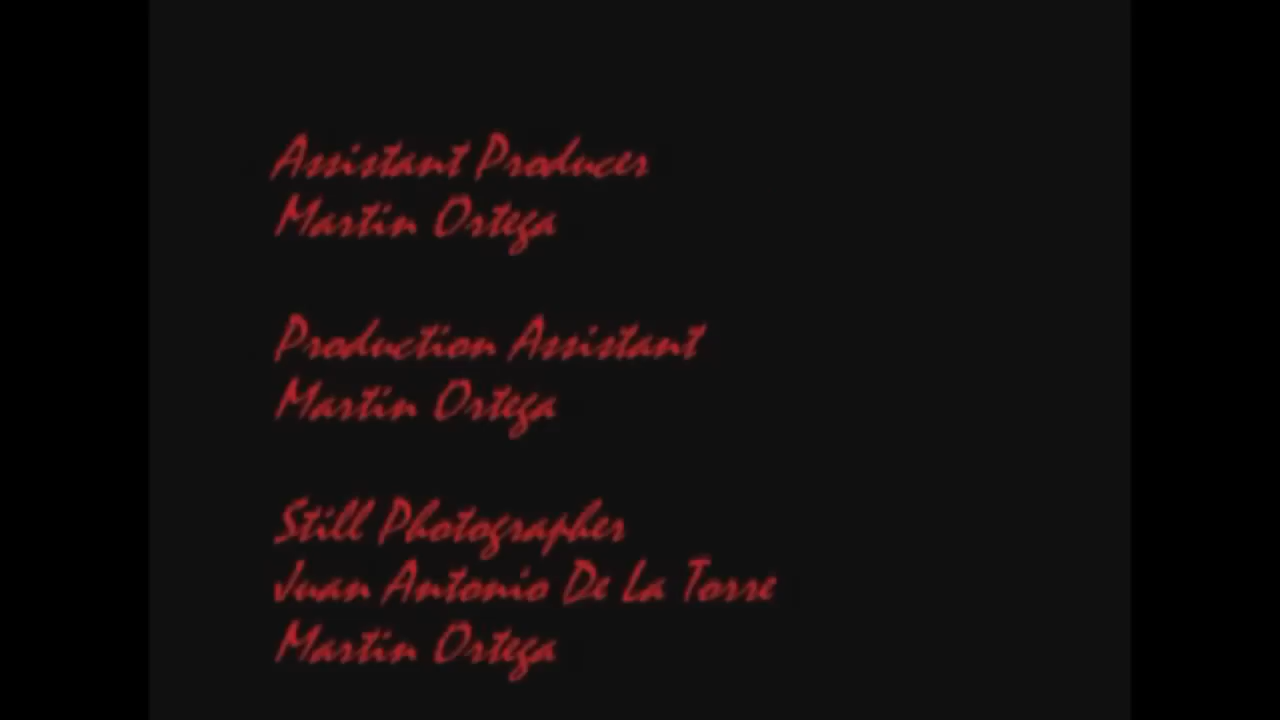 Assistant Producer
Martin Ortega
Production Assistant
Martin Ortega
Still Photographer
Juan Antonio De La Torre
Martin Ortega